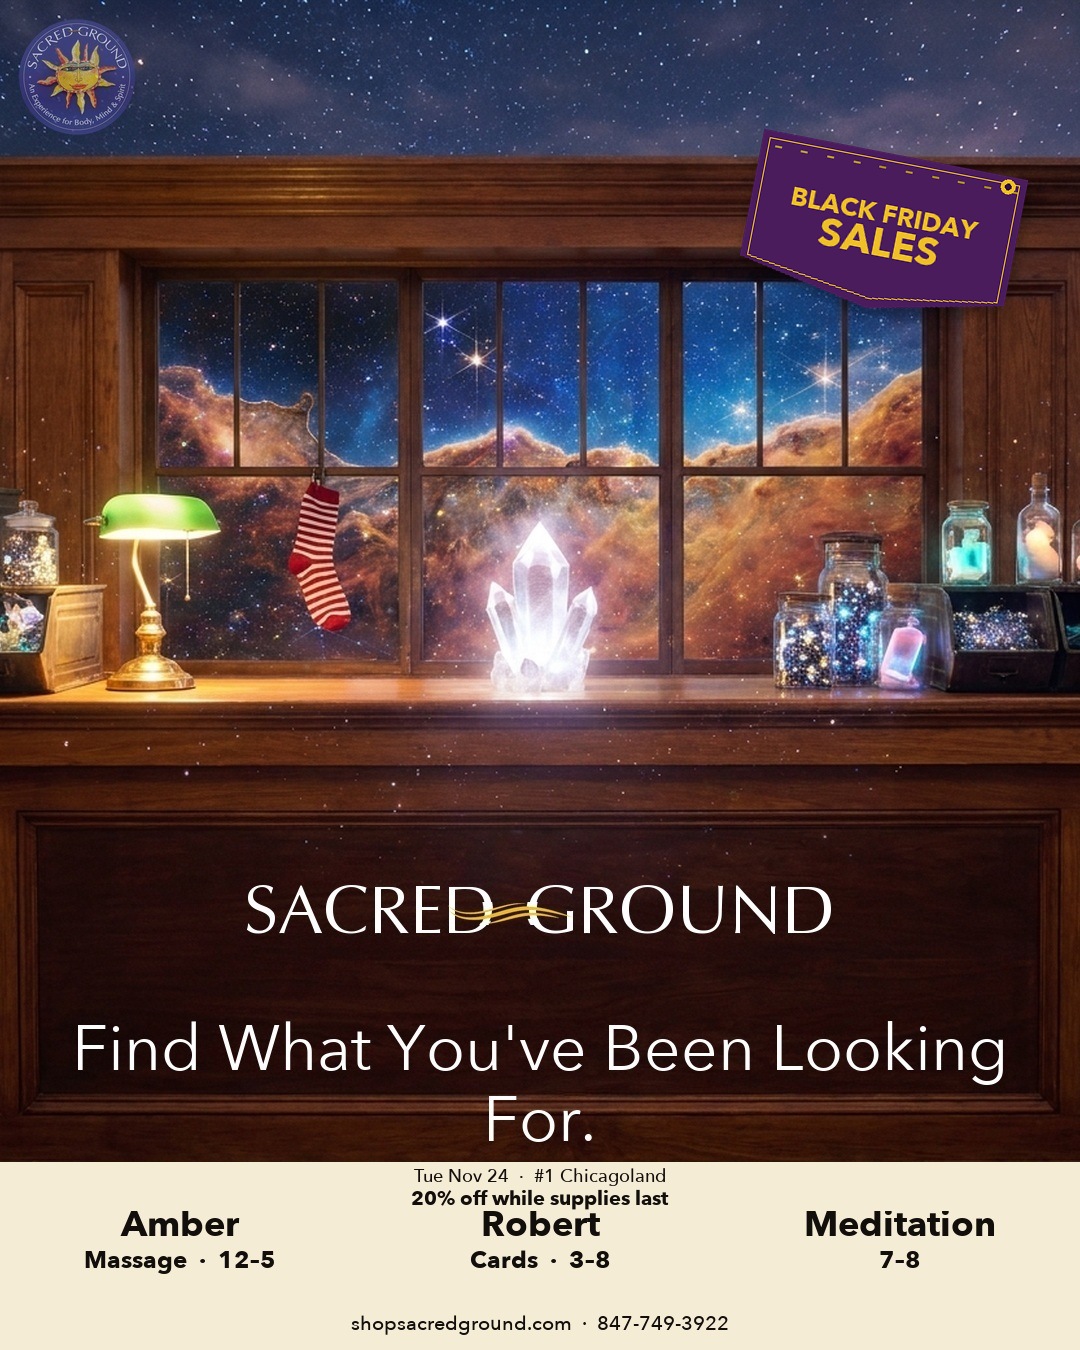 SACRED GROUND
An Experience for Body, Mind & Spirit
BLACK FRIDAY
SALES
SACRED GROUND
Find What You've Been Looking
For.
Tue Nov 24 · #1 Chicagoland
20% off while supplies last
Amber
Massage · 12-5
Robert
Cards · 3-8
Meditation
7-8
shopsacredground.com · 847-749-3922